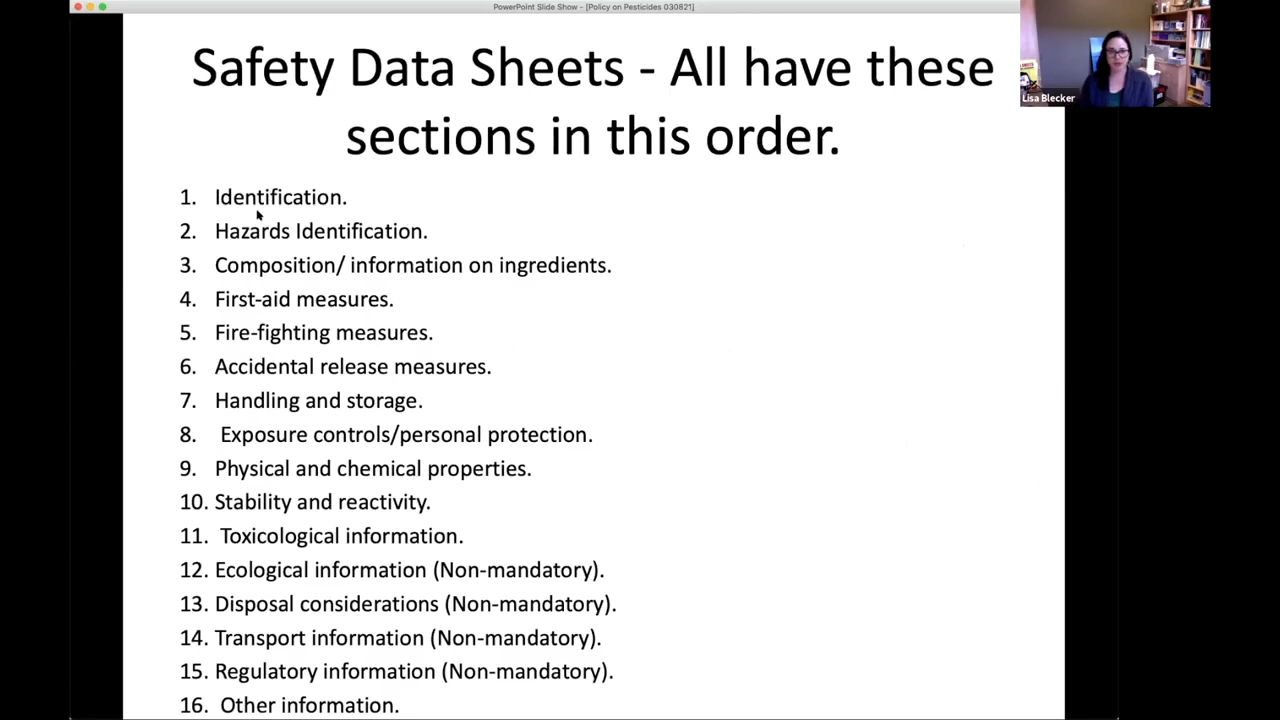 PowerPoint Slide Show - [Policy on Pesticides 030821]
Safety Data Sheets - All have these
sections in this order.
Lisa Blecker
1. Identification.
2. Hazards Identification.
3. Composition/ information on ingredients.
4. First-aid measures.
5. Fire-fighting measures.
6. Accidental release measures.
7. Handling and storage.
8. Exposure controls/personal protection.
9. Physical and chemical properties.
10. Stability and reactivity.
11. Toxicological information.
12. Ecological information (Non-mandatory).
13. Disposal considerations (Non-mandatory).
14. Transport information (Non-mandatory).
15. Regulatory information (Non-mandatory).
16. Other information.